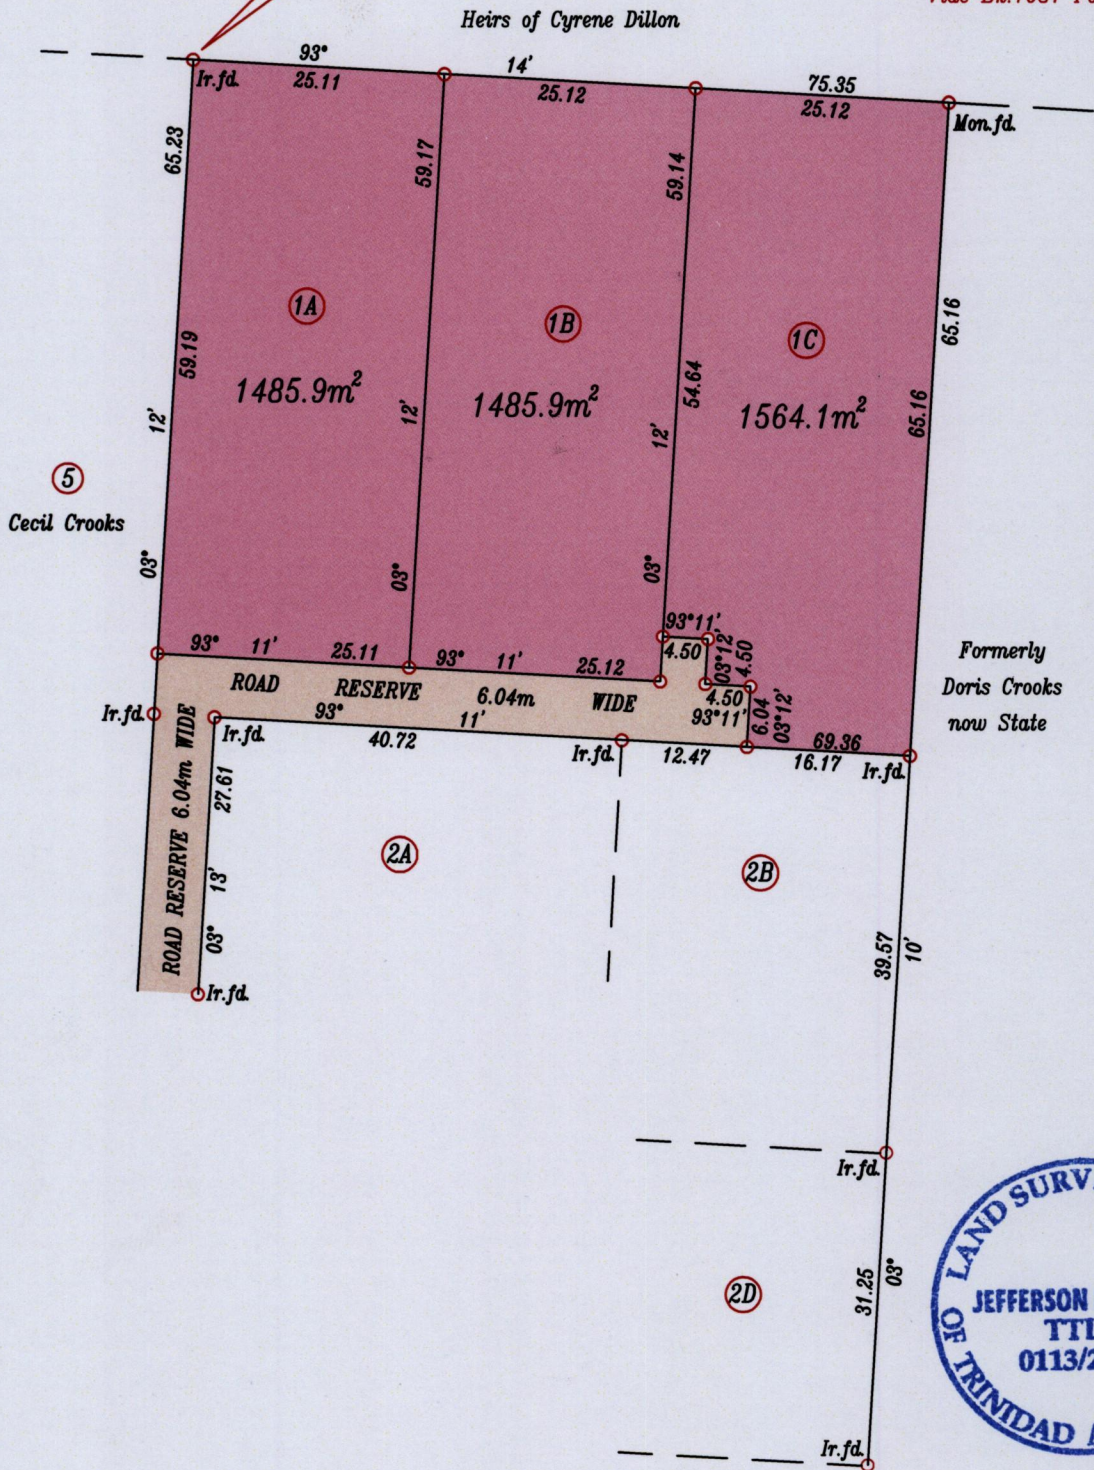 Heirs of Cyrene Dillon
93° 14' 75.35
Ir.fd. 25.11 25.12 25.12 Mon.fd.
65.23 59.17 59.14 65.16
1A 1B 1C
59.19 54.64 65.16
1485.9m² 1485.9m² 1564.1m²
12' 12' 12'
5
Cecil Crooks
03° 03° 03°
93° 11' 25.11 93° 11' 25.12
93°11'
4.50 03°12' 4.50
ROAD RESERVE 6.04m WIDE
4.50
93°11' 6.04 03°12'
Formerly
Doris Crooks
now State
Ir.fd. Ir.fd. 93° 11' Ir.fd. 69.36
40.72 12.47 16.17 Ir.fd.
ROAD RESERVE 6.04m WIDE
27.61
03° 13'
Ir.fd.
2A 2B
39.57 10'
Ir.fd.
2D
31.25 03°
Ir.fd.
LAND
OF TRINIDAD
JEFFERSON
0113/2